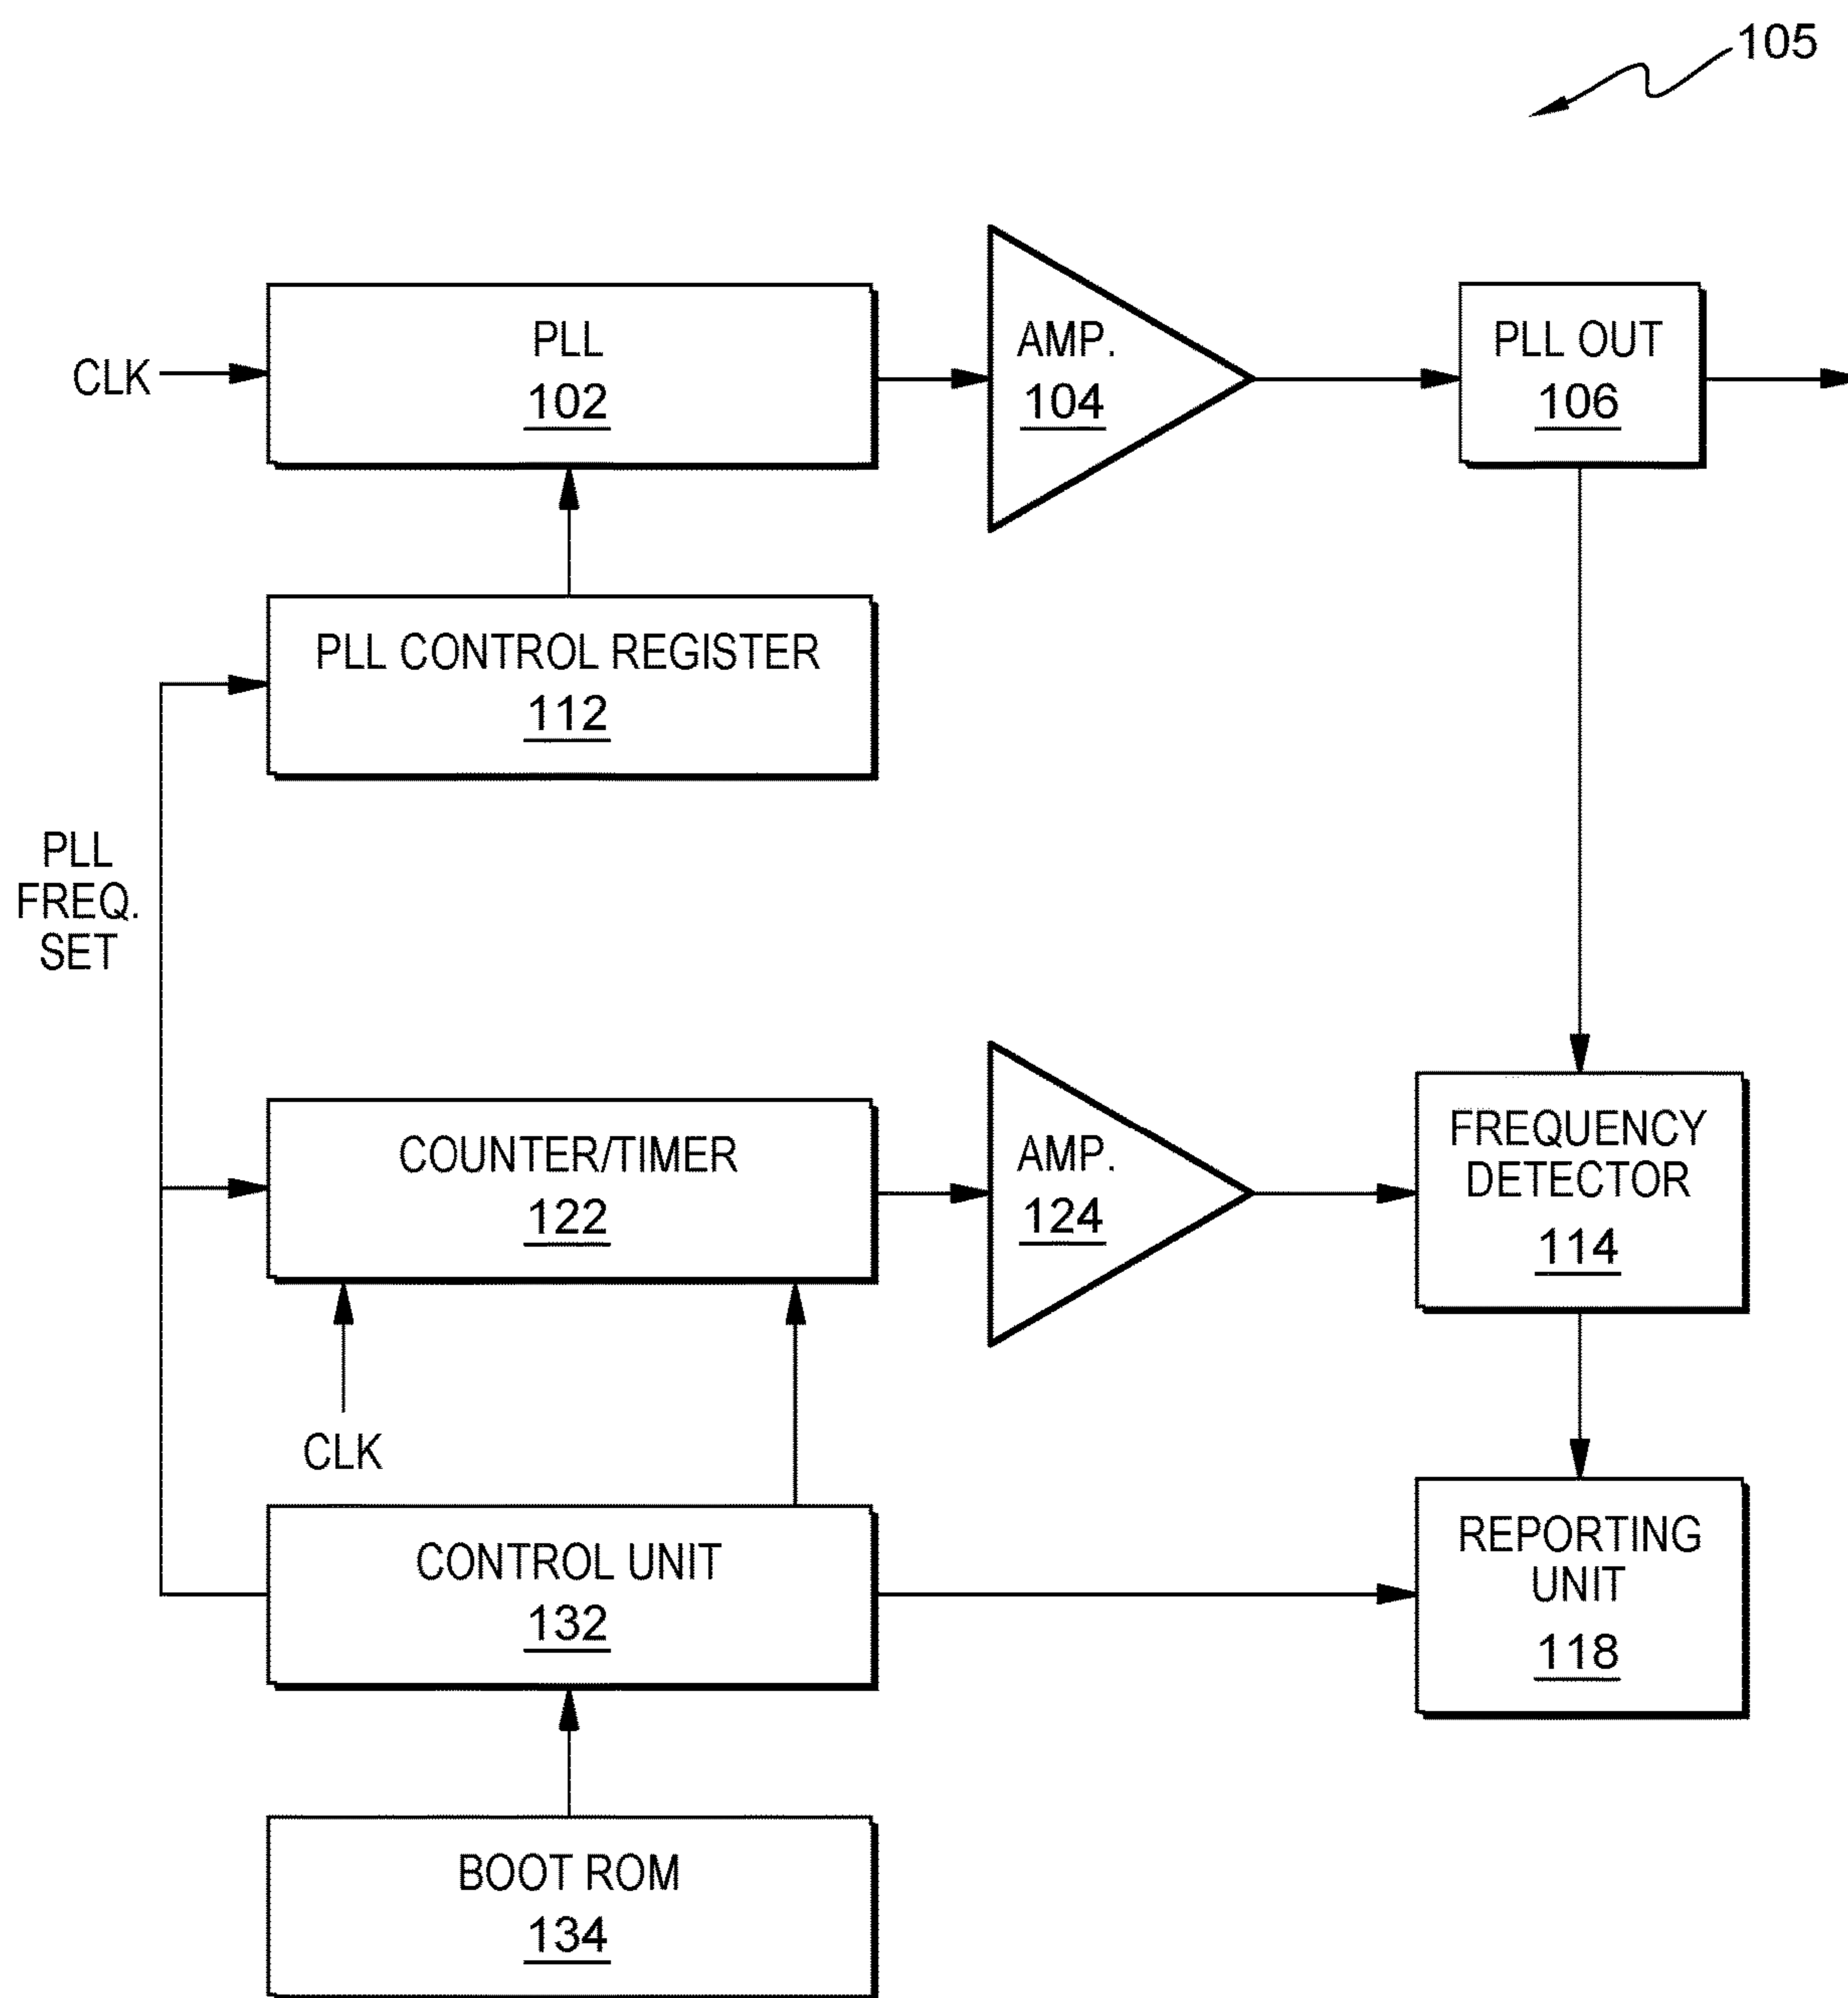 105
CLK
PLL
102
AMP.
104
PLL OUT
106
PLL CONTROL REGISTER
112
PLL
FREQ.
SET
COUNTER/TIMER
122
AMP.
124
FREQUENCY
DETECTOR
114
CLK
CONTROL UNIT
132
REPORTING
UNIT
118
BOOT ROM
134